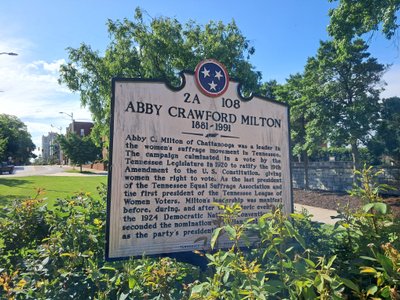 2A 108
ABBY CRAWFORD MILTON
1881-1991
Abby C. Milton of Chattanooga was a leader in
the women's suffrage movement in Tennessee.
The campaign culminated in a vote by the
Tennessee Legislature in 1920 to ratify the 19th
Amendment to the U.S. Constitution, giving
women the right to vote. As the last president
of the Tennessee Equal Suffrage Association and
the first president of the Tennessee League of
Women Voters, Milton's leadership was manifest
before, during, and after this
the 1924 Democratic National Convention
seconded the nomination
as the party's president